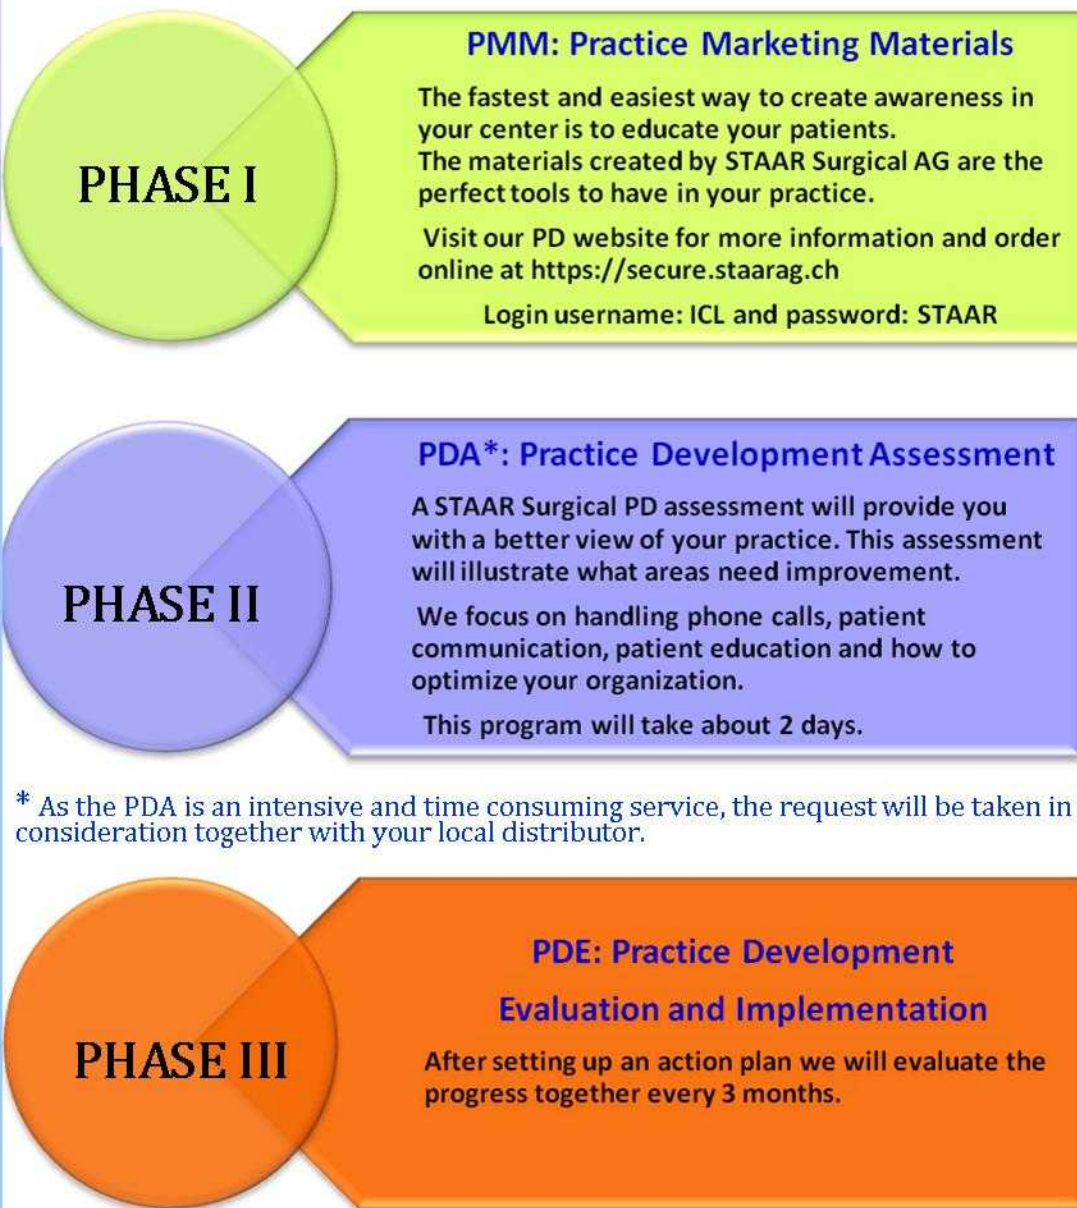 PHASE I
PMM: Practice Marketing Materials
The fastest and easiest way to create awareness in
your center is to educate your patients.
The materials created by STAAR Surgical AG are the
perfect tools to have in your practice.
Visit our PD website for more information and order
online at https://secure.staarag.ch
Login username: ICL and password: STAAR
PHASE II
PDA*: Practice Development Assessment
A STAAR Surgical PD assessment will provide you
with a better view of your practice. This assessment
will illustrate what areas need improvement.
We focus on handling phone calls, patient
communication, patient education and how to
optimize your organization.
This program will take about 2 days.
* As the PDA is an intensive and time consuming service, the request will be taken in
consideration together with your local distributor.
PHASE III
PDE: Practice Development
Evaluation and Implementation
After setting up an action plan we will evaluate the
progress together every 3 months.